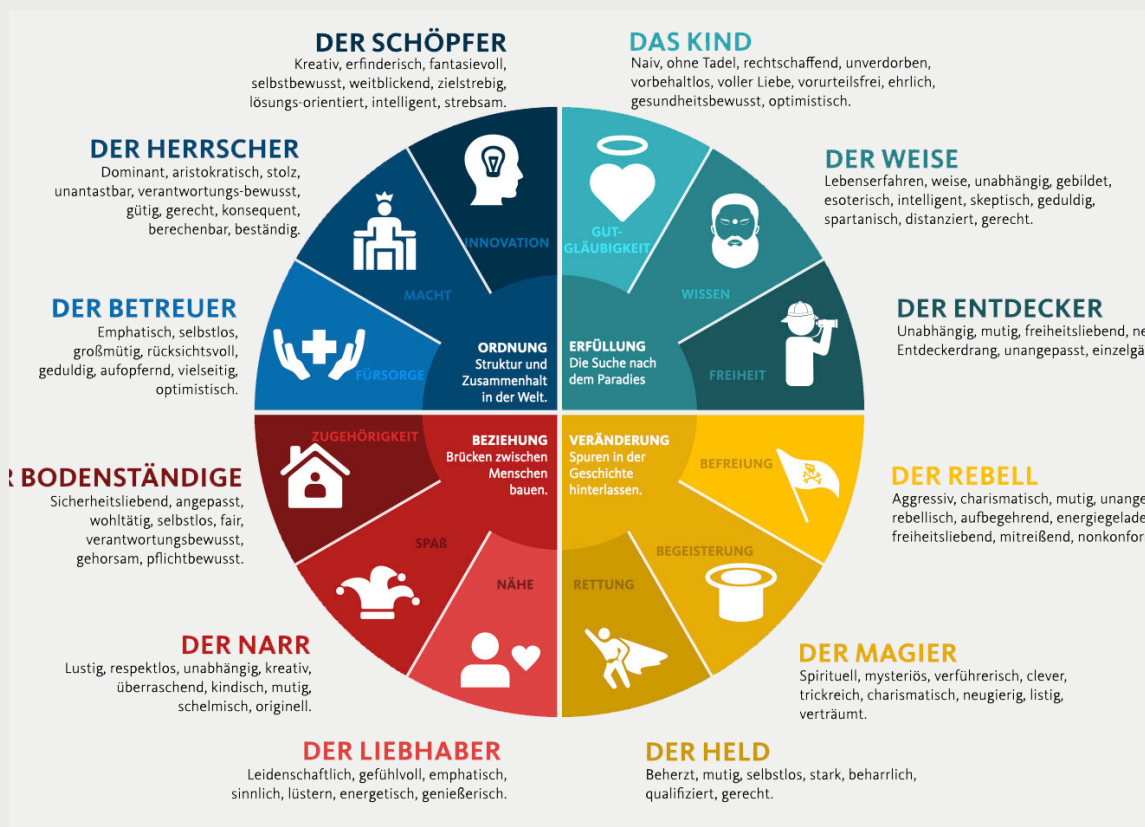 DER SCHÖPFER
Kreativ, erfinderisch, fantasievoll,
selbstbewusst, weitblickend, zielstrebig,
lösungs-orientiert, intelligent, strebsam.
DAS KIND
Naiv, ohne Tadel, rechtschaffend, unverdorben,
vorbehaltlos, voller Liebe, vorurteilsfrei, ehrlich,
gesundheitsbewusst, optimistisch.
DER HERRSCHER
Dominant, aristokratisch, stolz,
unantastbar, verantwortungs-bewusst,
gütig, gerecht, konsequent,
berechenbar, beständig.
DER WEISE
Lebenserfahren, weise, unabhängig, gebildet,
esoterisch, intelligent, skeptisch, geduldig,
spartanisch, distanziert, gerecht.
DER BETREUER
Emphatisch, selbstlos,
großmütig, rücksichtsvoll,
geduldig, aufopfernd, vielseitig,
optimistisch.
DER ENTDECKER
Unabhängig, mutig, freiheitsliebend,
Entdeckerdrang, unangepasst,
INNOVATION
MACHT
FÜRSORGE
GUT-
GLÄUBIGKEIT
WISSEN
FREIHEIT
ORDNUNG
Struktur und
Zusammenhalt
in der Welt.
ERFÜLLUNG
Die Suche nach
dem Paradies
BEZIEHUNG
Brücken zwischen
Menschen
bauen.
VERÄNDERUNG
Spuren in der
Geschichte
hinterlassen.
ZUGEHÖRIGKEIT
SPAß
NÄHE
BEFREIUNG
BEGEISTERUNG
RETTUNG
BODENSTÄNDIGE
Sicherheitsliebend, angepasst,
wohltätig, selbstlos, fair,
verantwortungsbewusst,
gehorsam, pflichtbewusst.
DER REBELL
Aggressiv, charismatisch, mutig,
rebellisch, aufbegehrend,
freiheitsliebend, mitreißend,
DER NARR
Lustig, respektlos, unabhängig, kreativ,
überraschend, kindisch, mutig,
schelmisch, originell.
DER MAGIER
Spirituell, mysteriös, verführerisch, clever,
trickreich, charismatisch, neugierig, listig,
verträumt.
DER LIEBHABER
Leidenschaftlich, gefühlvoll, emphatisch,
sinnlich, lüstern, energetisch, genießerisch.
DER HELD
Beherzt, mutig, selbstlos, stark, beharrlich,
qualifiziert, gerecht.